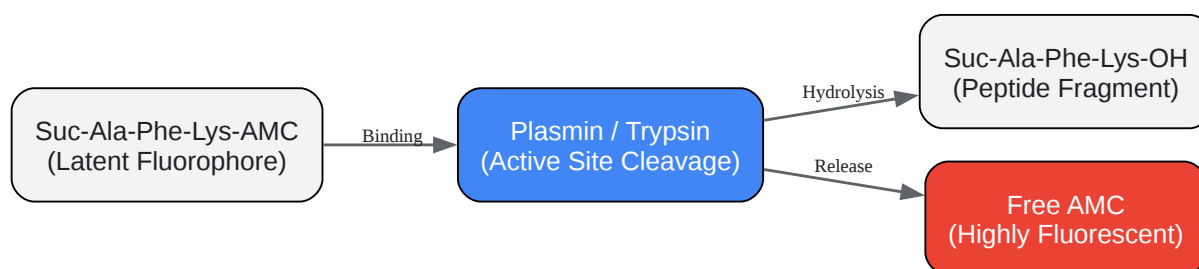 Suc-Ala-Phe-Lys-AMC
(Latent Fluorophore)
Binding
Plasmin / Trypsin
(Active Site Cleavage)
Hydrolysis
Suc-Ala-Phe-Lys-OH
(Peptide Fragment)
Release
Free AMC
(Highly Fluorescent)